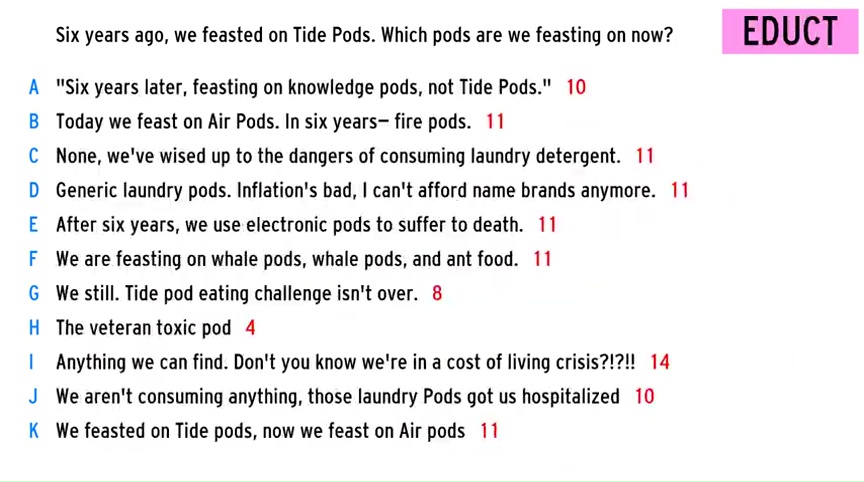 Six years ago, we feasted on Tide Pods. Which pods are we feasting on now?
EDUCT
A "Six years later, feasting on knowledge pods, not Tide Pods." 10
B Today we feast on Air Pods. In six years– fire pods. 11
C None, we've wised up to the dangers of consuming laundry detergent. 11
D Generic laundry pods. Inflation's bad, I can't afford name brands anymore. 11
E After six years, we use electronic pods to suffer to death. 11
F We are feasting on whale pods, whale pods, and ant food. 11
G We still. Tide pod eating challenge isn't over. 8
H The veteran toxic pod 4
I Anything we can find. Don't you know we're in a cost of living crisis?!?!! 14
J We aren't consuming anything, those laundry Pods got us hospitalized 10
K We feasted on Tide pods, now we feast on Air pods 11